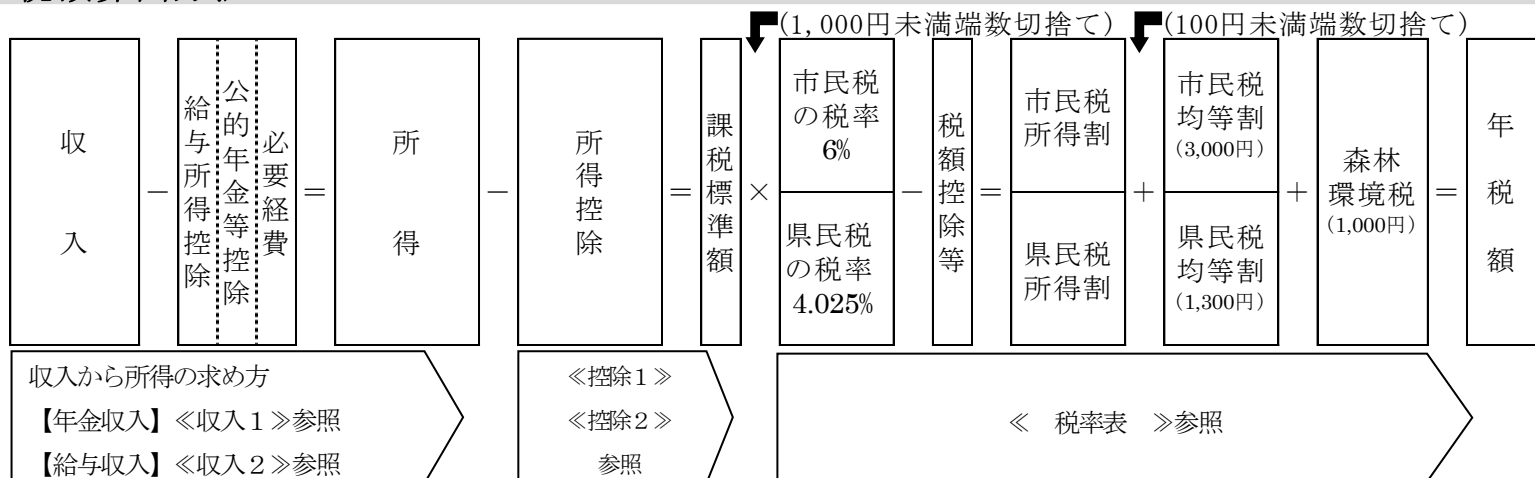 (1,000円未満端数切捨て)
(100円未満端数切捨て)
収入
－
給与所得控除
公的年金等控除
必要経費
＝
所得
－
所得控除
＝
課税標準額
×
市民税
の税率
6%
県民税
の税率
4.025%
－
税額控除等
＝
市民税
所得割
県民税
所得割
＋
市民税
均等割
(3,000円)
県民税
均等割
(1,300円)
＋
森林
環境税
(1,000円)
＝
年税額
収入から所得の求め方
【年金収入】≪収入１≫参照
【給与収入】≪収入２≫参照
≪控除１≫
≪控除２≫
参照
≪　税率表　≫参照